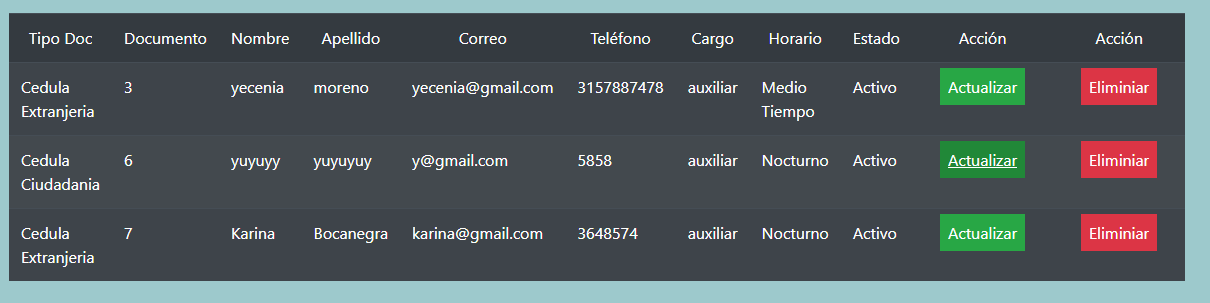 Tipo Doc Documento Nombre Apellido Correo Teléfono Cargo Horario Estado Acción Acción
Cedula Extranjeria 3 yecenia moreno yecenia@gmail.com 3157887478 auxiliar Medio Tiempo Activo Actualizar Eliminiar
Cedula Ciudadania 6 yuyuyy yuyuyuy y@gmail.com 5858 auxiliar Nocturno Activo Actualizar Eliminiar
Cedula Extranjeria 7 Karina Bocanegra karina@gmail.com 3648574 auxiliar Nocturno Activo Actualizar Eliminiar